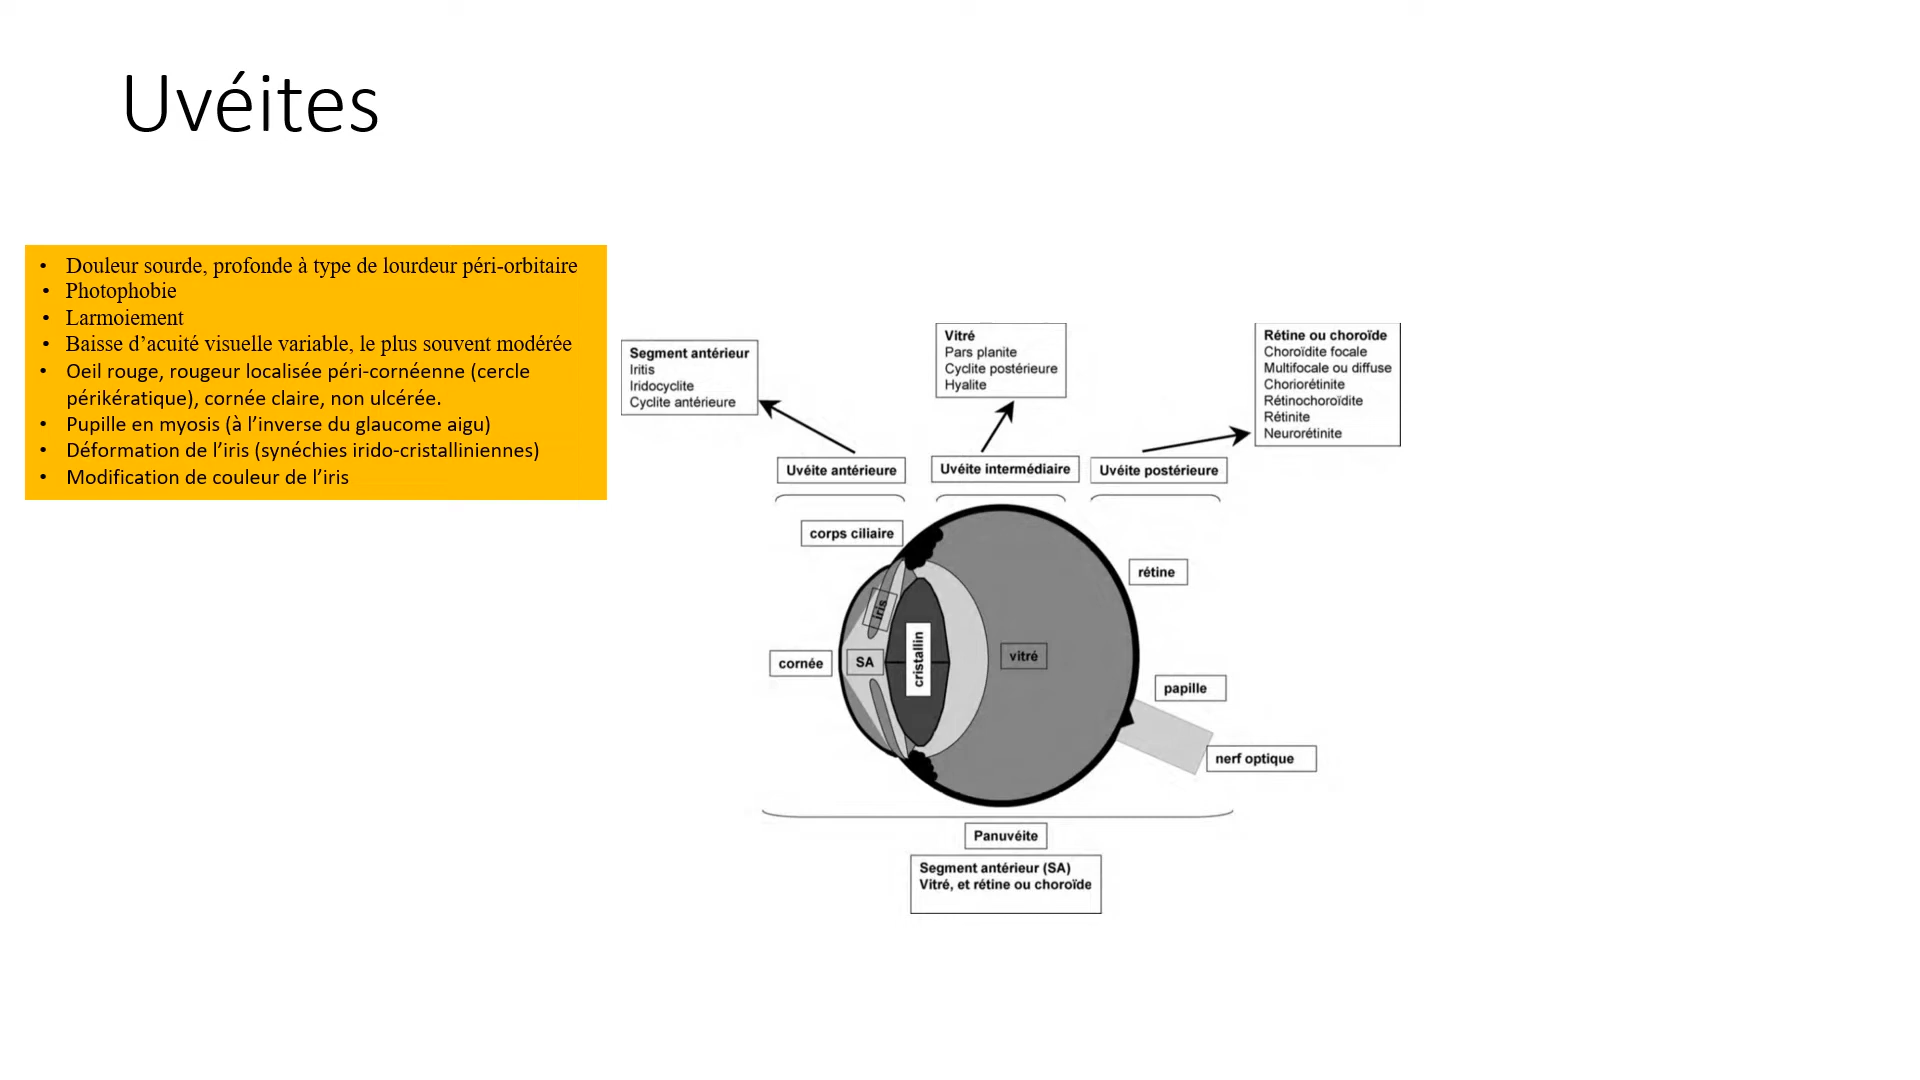 Uvéites
• Douleur sourde, profonde à type de lourdeur péri-orbitaire
• Photophobie
• Larmoiement
• Baisse d’acuité visuelle variable, le plus souvent modérée
• Oeil rouge, rougeur localisée péri-cornéenne (cercle
périkératique), cornée claire, non ulcérée.
• Pupille en myosis (à l’inverse du glaucome aigu)
• Déformation de l’iris (synéchies irido-cristalliniennes)
• Modification de couleur de l’iris
Segment antérieur
Iritis
Iridocyclite
Cyclite antérieure
Vitré
Pars planite
Cyclite postérieure
Hyalite
Rétine ou choroïde
Choroïdite focale
Multifocale ou diffuse
Choriorétinite
Rétinochoroïdite
Rétinite
Neurorétinite
Uvéite antérieure
Uvéite intermédiaire
Uvéite postérieure
corps ciliaire
rétine
iris
cornée
SA
cristallin
vitré
papille
nerf optique
Panuvéite
Segment antérieur (SA)
Vitré, et rétine ou choroïde